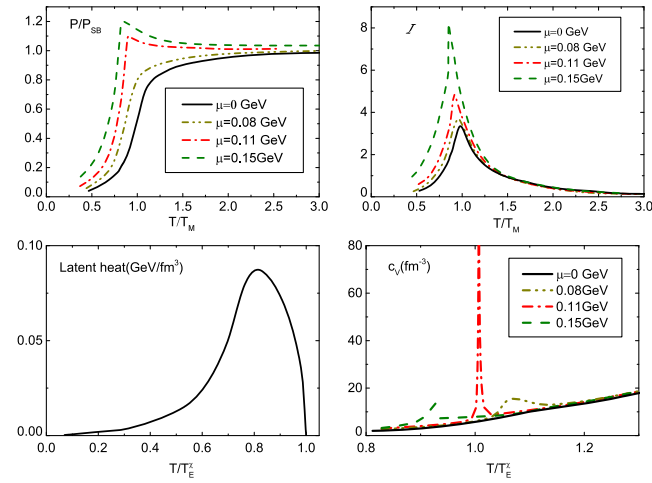 P/P_SB
1.2
1.0
0.8
0.6
0.4
0.2
0.0
μ=0 GeV
μ=0.08 GeV
μ=0.11 GeV
μ=0.15GeV
0.0 0.5 1.0 1.5 2.0 2.5 3.0
T/T_M
I
8
6
4
2
0
μ=0 GeV
μ=0.08 GeV
μ=0.11 GeV
μ=0.15GeV
0.0 0.5 1.0 1.5 2.0 2.5 3.0
T/T_M
0.10
0.05
0.00
Latent heat(GeV/fm³)
0.0 0.2 0.4 0.6 0.8 1.0
T/T_E^χ
80
60
40
20
0
c_V(fm⁻³)
μ=0 GeV
0.08GeV
0.11GeV
0.15GeV
0.8 1.0 1.2
T/T_E^χ